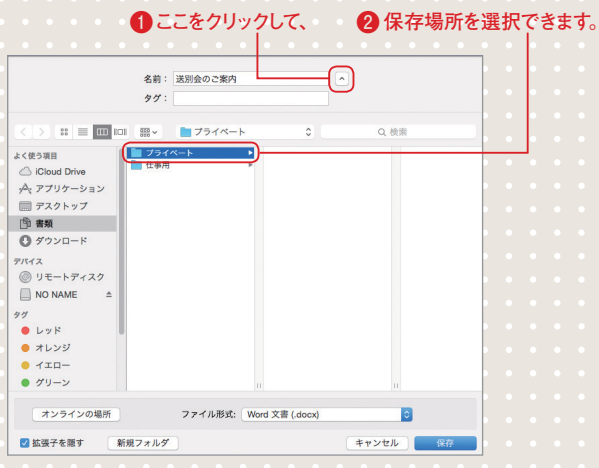 ❶ ここをクリックして、 ❷ 保存場所を選択できます。
名前： 送別会のご案内
タグ：
プライベート
検索
よく使う項目
iCloud Drive
アプリケーション
デスクトップ
書類
ダウンロード
デバイス
リモートディスク
NO NAME
タグ
レッド
オレンジ
イエロー
グリーン
プライベート
仕事用
オンラインの場所 ファイル形式: Word 文書 (.docx)
拡張子を隠す 新規フォルダ キャンセル 保存